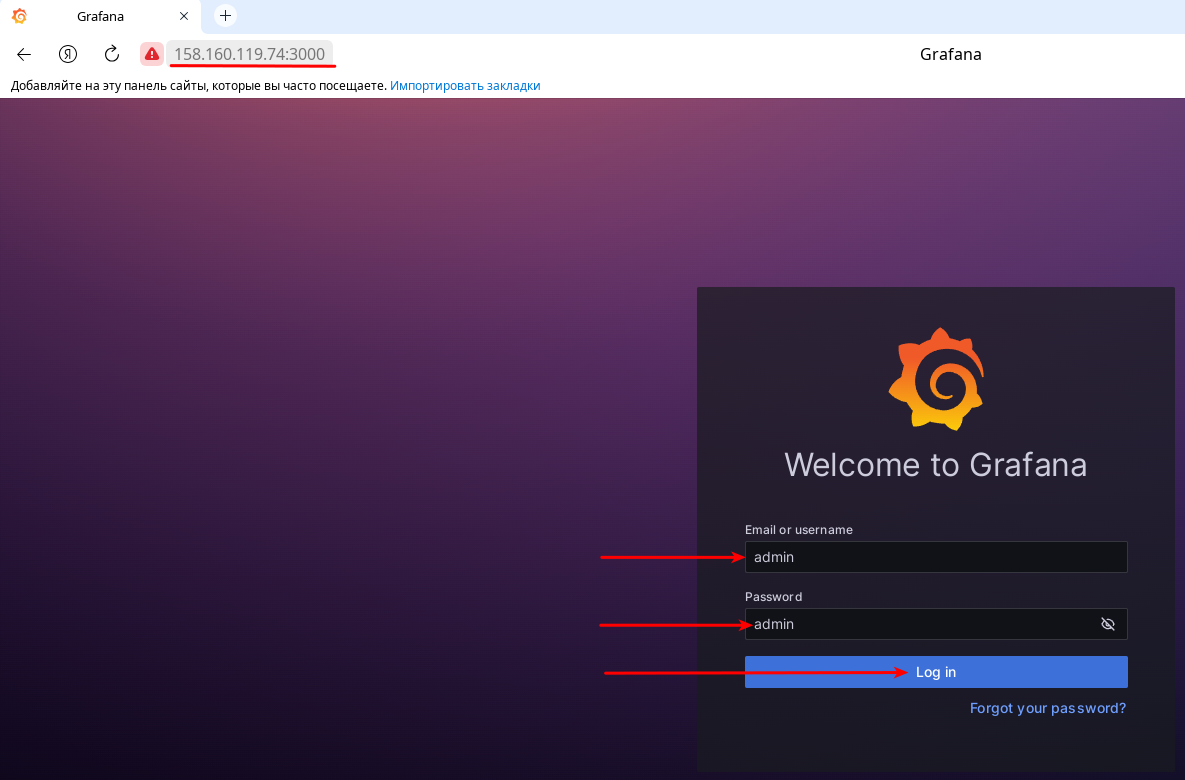 Grafana
158.160.119.74:3000
Grafana
Добавляйте на эту панель сайты, которые вы часто посещаете. Импортировать закладки
Welcome to Grafana
Email or username
admin
Password
admin
Log in
Forgot your password?